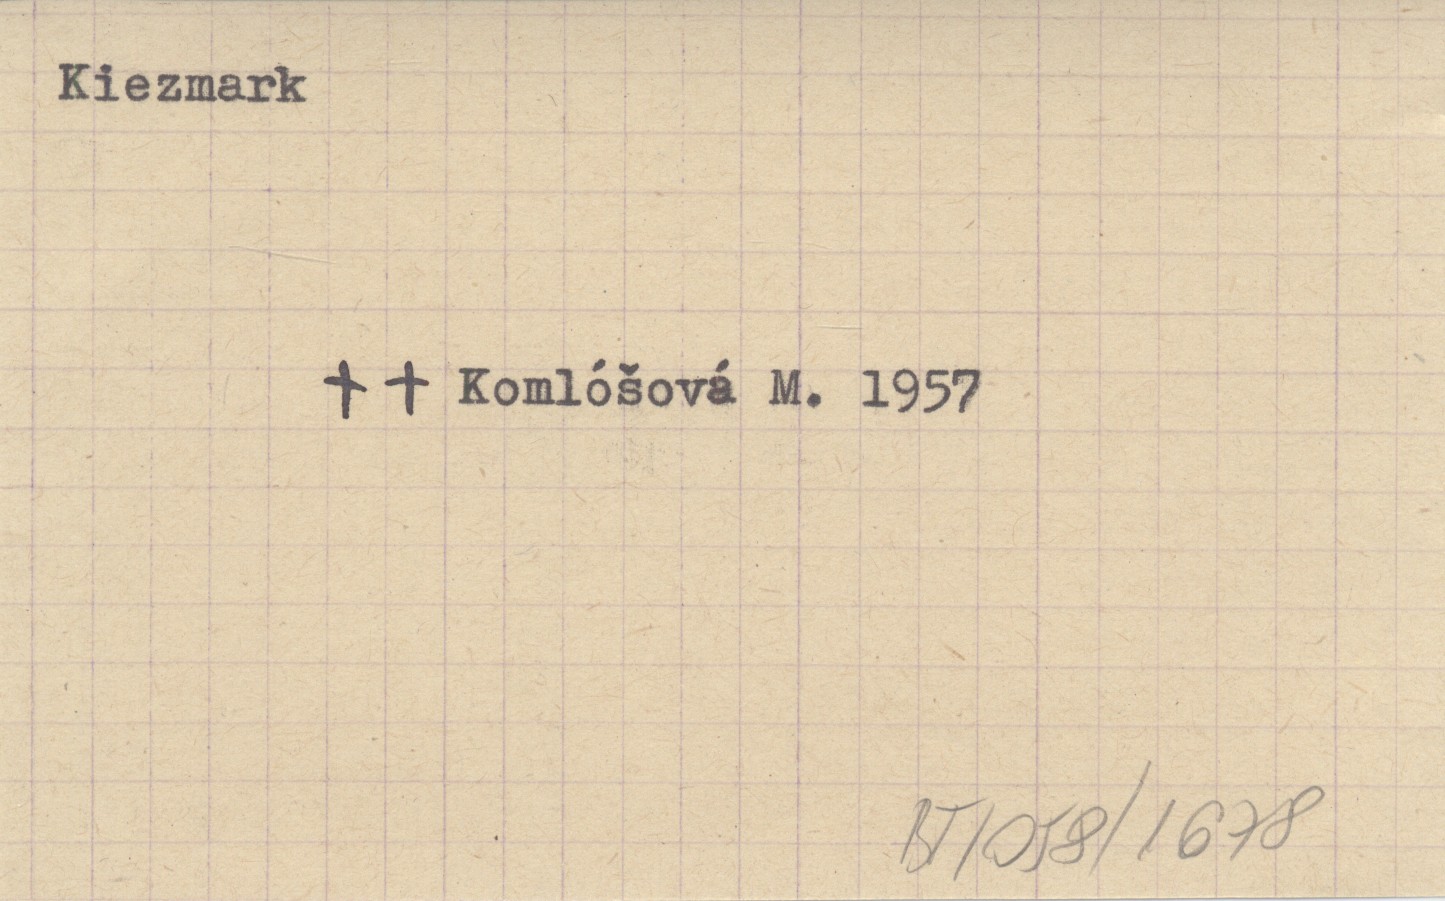 Kiezmark
†† Komlóšová M. 1957
BT/058/1678